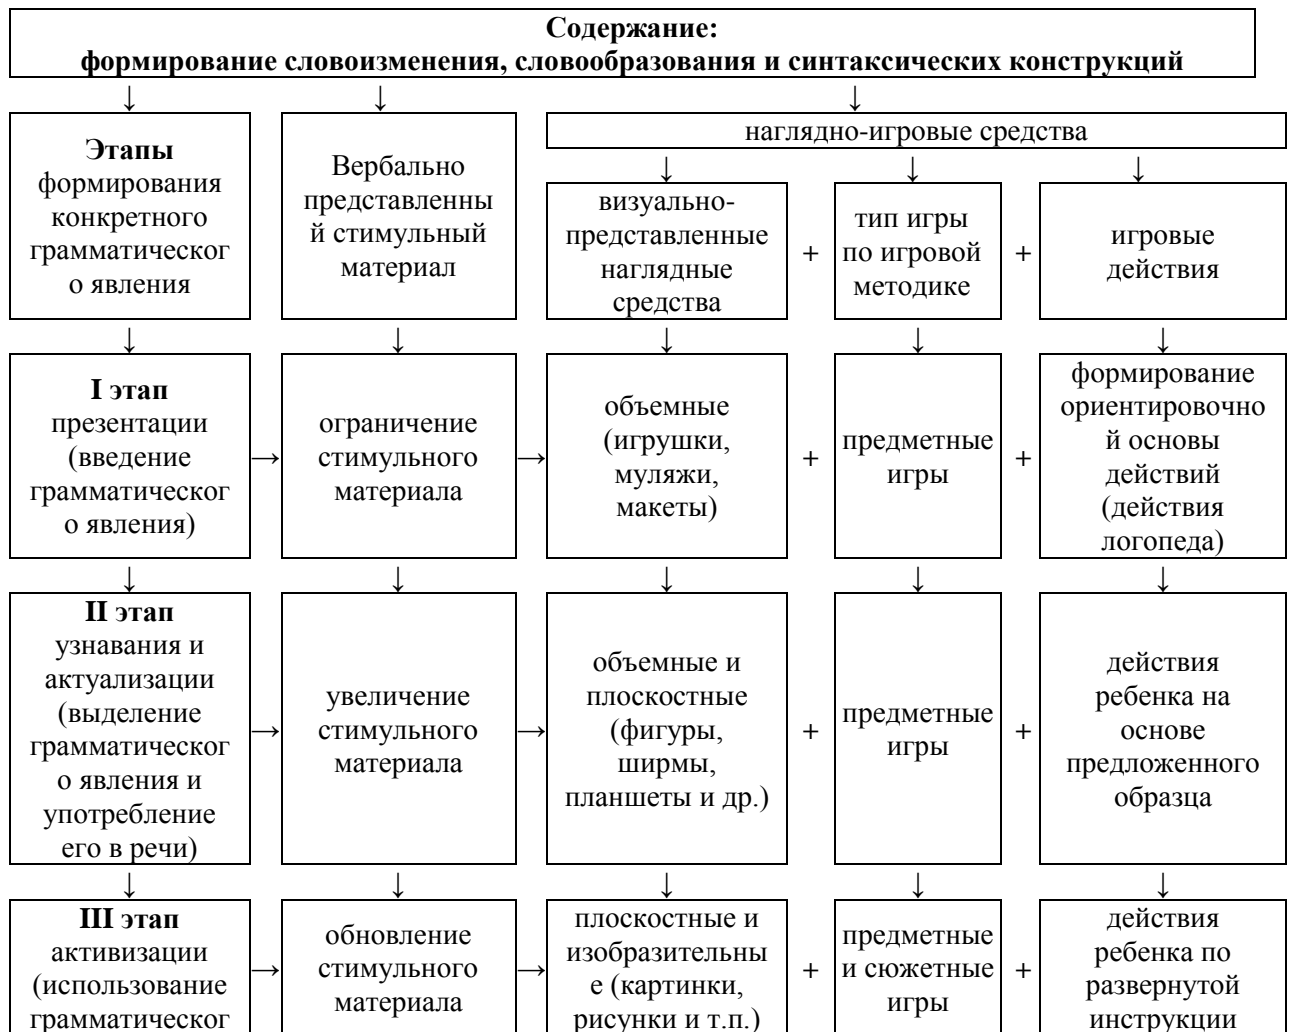 Содержание:
формирование словоизменения, словообразования и синтаксических конструкций
↓ ↓ ↓
Этапы
формирования
конкретного
грамматическог
о явления
Вербально
представленны
й стимульный
материал
наглядно-игровые средства
↓ ↓ ↓
визуально-
представленные
наглядные
средства
+
тип игры
по игровой
методике
+
игровые
действия
↓ ↓ ↓ ↓ ↓
I этап
презентации
(введение
грамматическог
о явления)
→
ограничение
стимульного
материала
→
объемные
(игрушки,
муляжи,
макеты)
+
предметные
игры
+
формирование
ориентировочно
й основы
действий
(действия
логопеда)
↓ ↓ ↓ ↓ ↓
II этап
узнавания и
актуализации
(выделение
грамматическог
о явления и
употребление
его в речи)
→
увеличение
стимульного
материала
→
объемные и
плоскостные
(фигуры,
ширмы,
планшеты и др.)
+
предметные
игры
+
действия
ребенка на
основе
предложенного
образца
↓ ↓ ↓ ↓ ↓
III этап
активизации
(использование
грамматическог
→
обновление
стимульного
материала
→
плоскостные и
изобразительны
е (картинки,
рисунки и т.п.)
+
предметные
и сюжетные
игры
+
действия
ребенка по
развернутой
инструкции